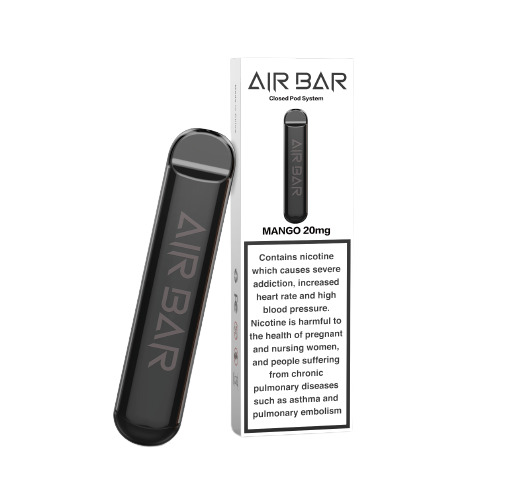 AIR BAR
Closed Pod System
AIR BAR
MANGO 20mg
Contains nicotine
which causes severe
addiction, increased
heart rate and high
blood pressure.
Nicotine is harmful to
the health of pregnant
and nursing women,
and people suffering
from chronic
pulmonary diseases
such as asthma and
pulmonary embolism
AIR BAR